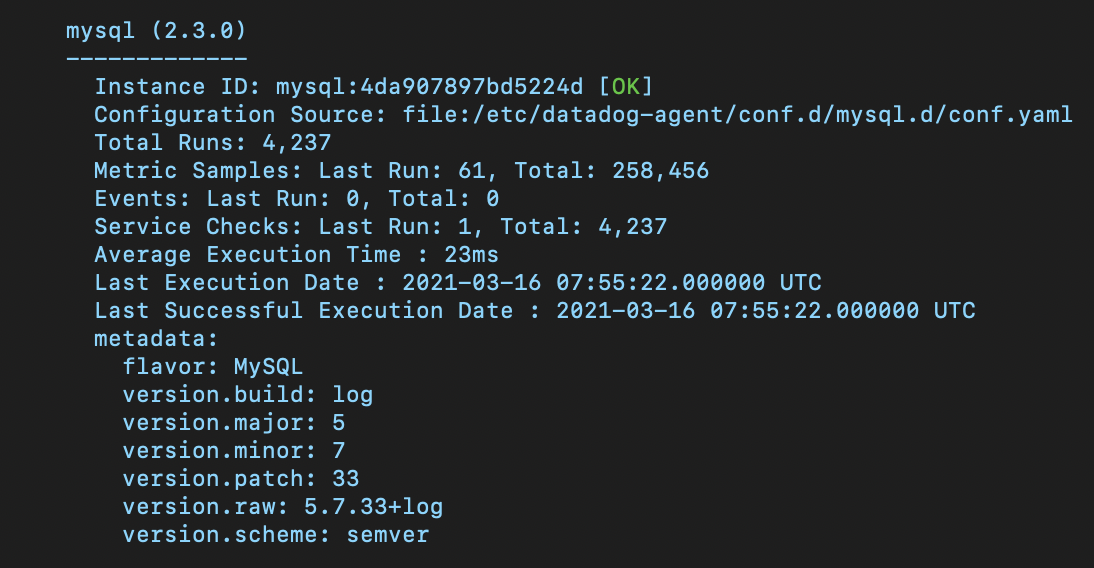 mysql (2.3.0)
-------------
Instance ID: mysql:4da907897bd5224d [OK]
Configuration Source: file:/etc/datadog-agent/conf.d/mysql.d/conf.yaml
Total Runs: 4,237
Metric Samples: Last Run: 61, Total: 258,456
Events: Last Run: 0, Total: 0
Service Checks: Last Run: 1, Total: 4,237
Average Execution Time : 23ms
Last Execution Date : 2021-03-16 07:55:22.000000 UTC
Last Successful Execution Date : 2021-03-16 07:55:22.000000 UTC
metadata:
flavor: MySQL
version.build: log
version.major: 5
version.minor: 7
version.patch: 33
version.raw: 5.7.33+log
version.scheme: semver